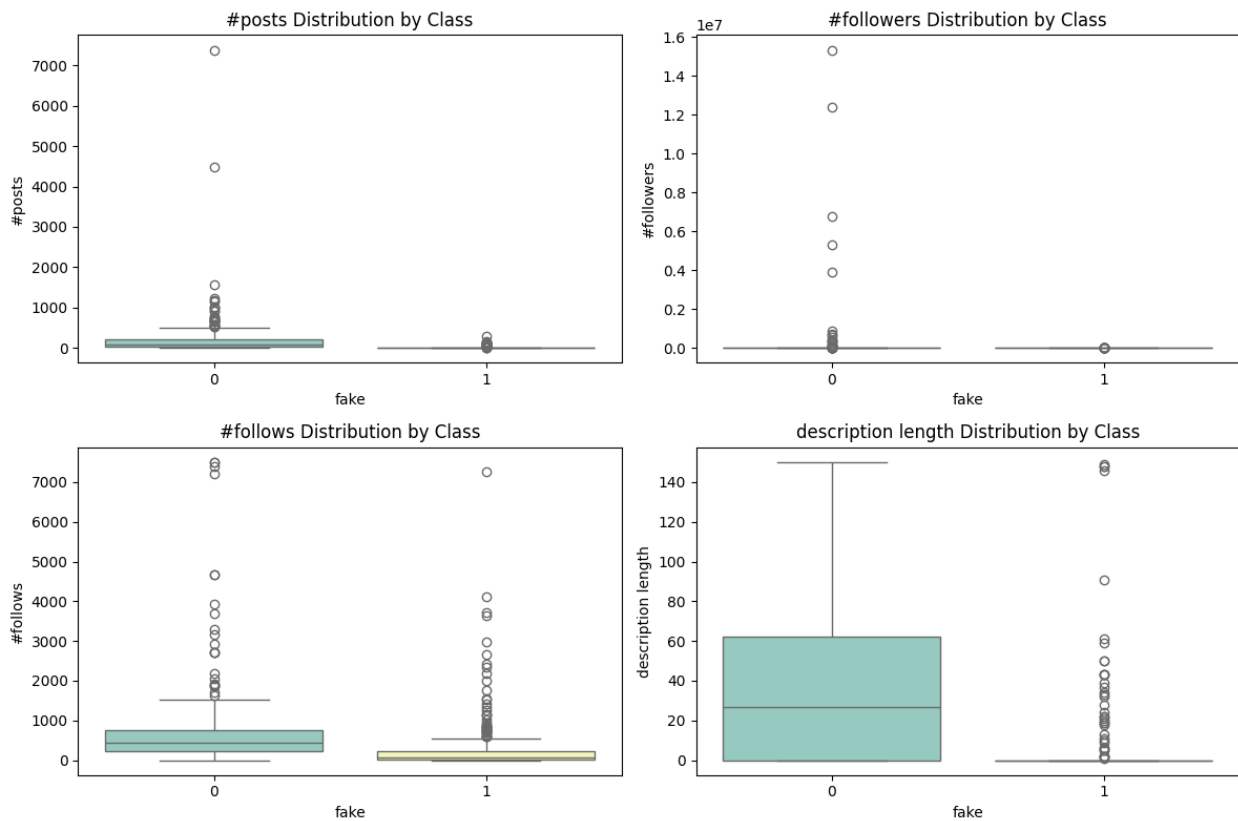 #posts Distribution by Class
#posts
7000
6000
5000
4000
3000
2000
1000
0
0 1
fake
#followers Distribution by Class
1e7
#followers
1.6
1.4
1.2
1.0
0.8
0.6
0.4
0.2
0.0
0 1
fake
#follows Distribution by Class
#follows
7000
6000
5000
4000
3000
2000
1000
0
0 1
fake
description length Distribution by Class
description length
140
120
100
80
60
40
20
0
0 1
fake